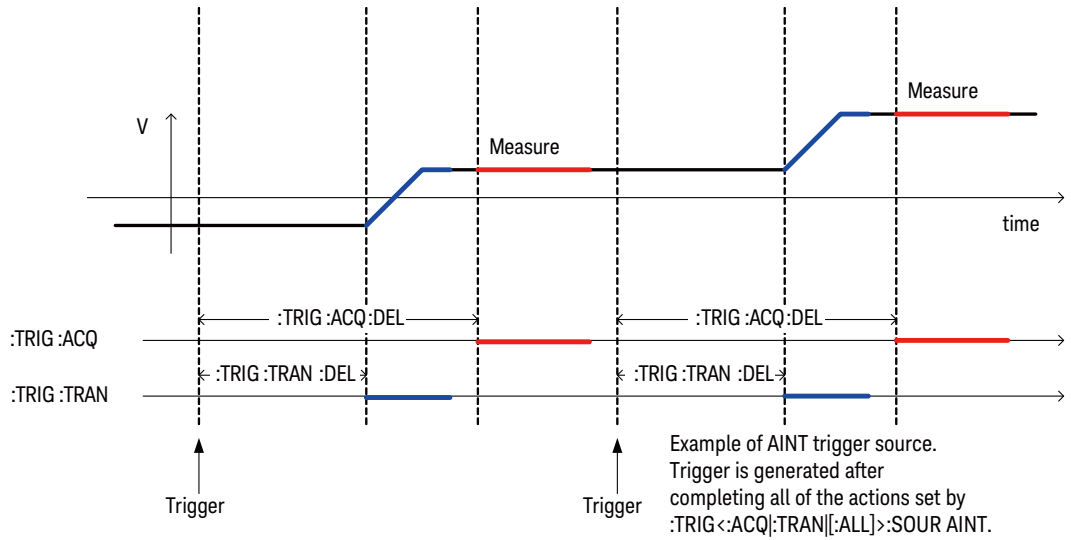 Measure
V
Measure
time
:TRIG :ACQ :DEL
:TRIG :ACQ :DEL
:TRIG :ACQ
:TRIG :TRAN :DEL
:TRIG :TRAN :DEL
:TRIG :TRAN
Trigger
Trigger
Example of AINT trigger source.
Trigger is generated after
completing all of the actions set by
:TRIG<:ACQ|:TRAN|[:ALL]>:SOUR AINT.